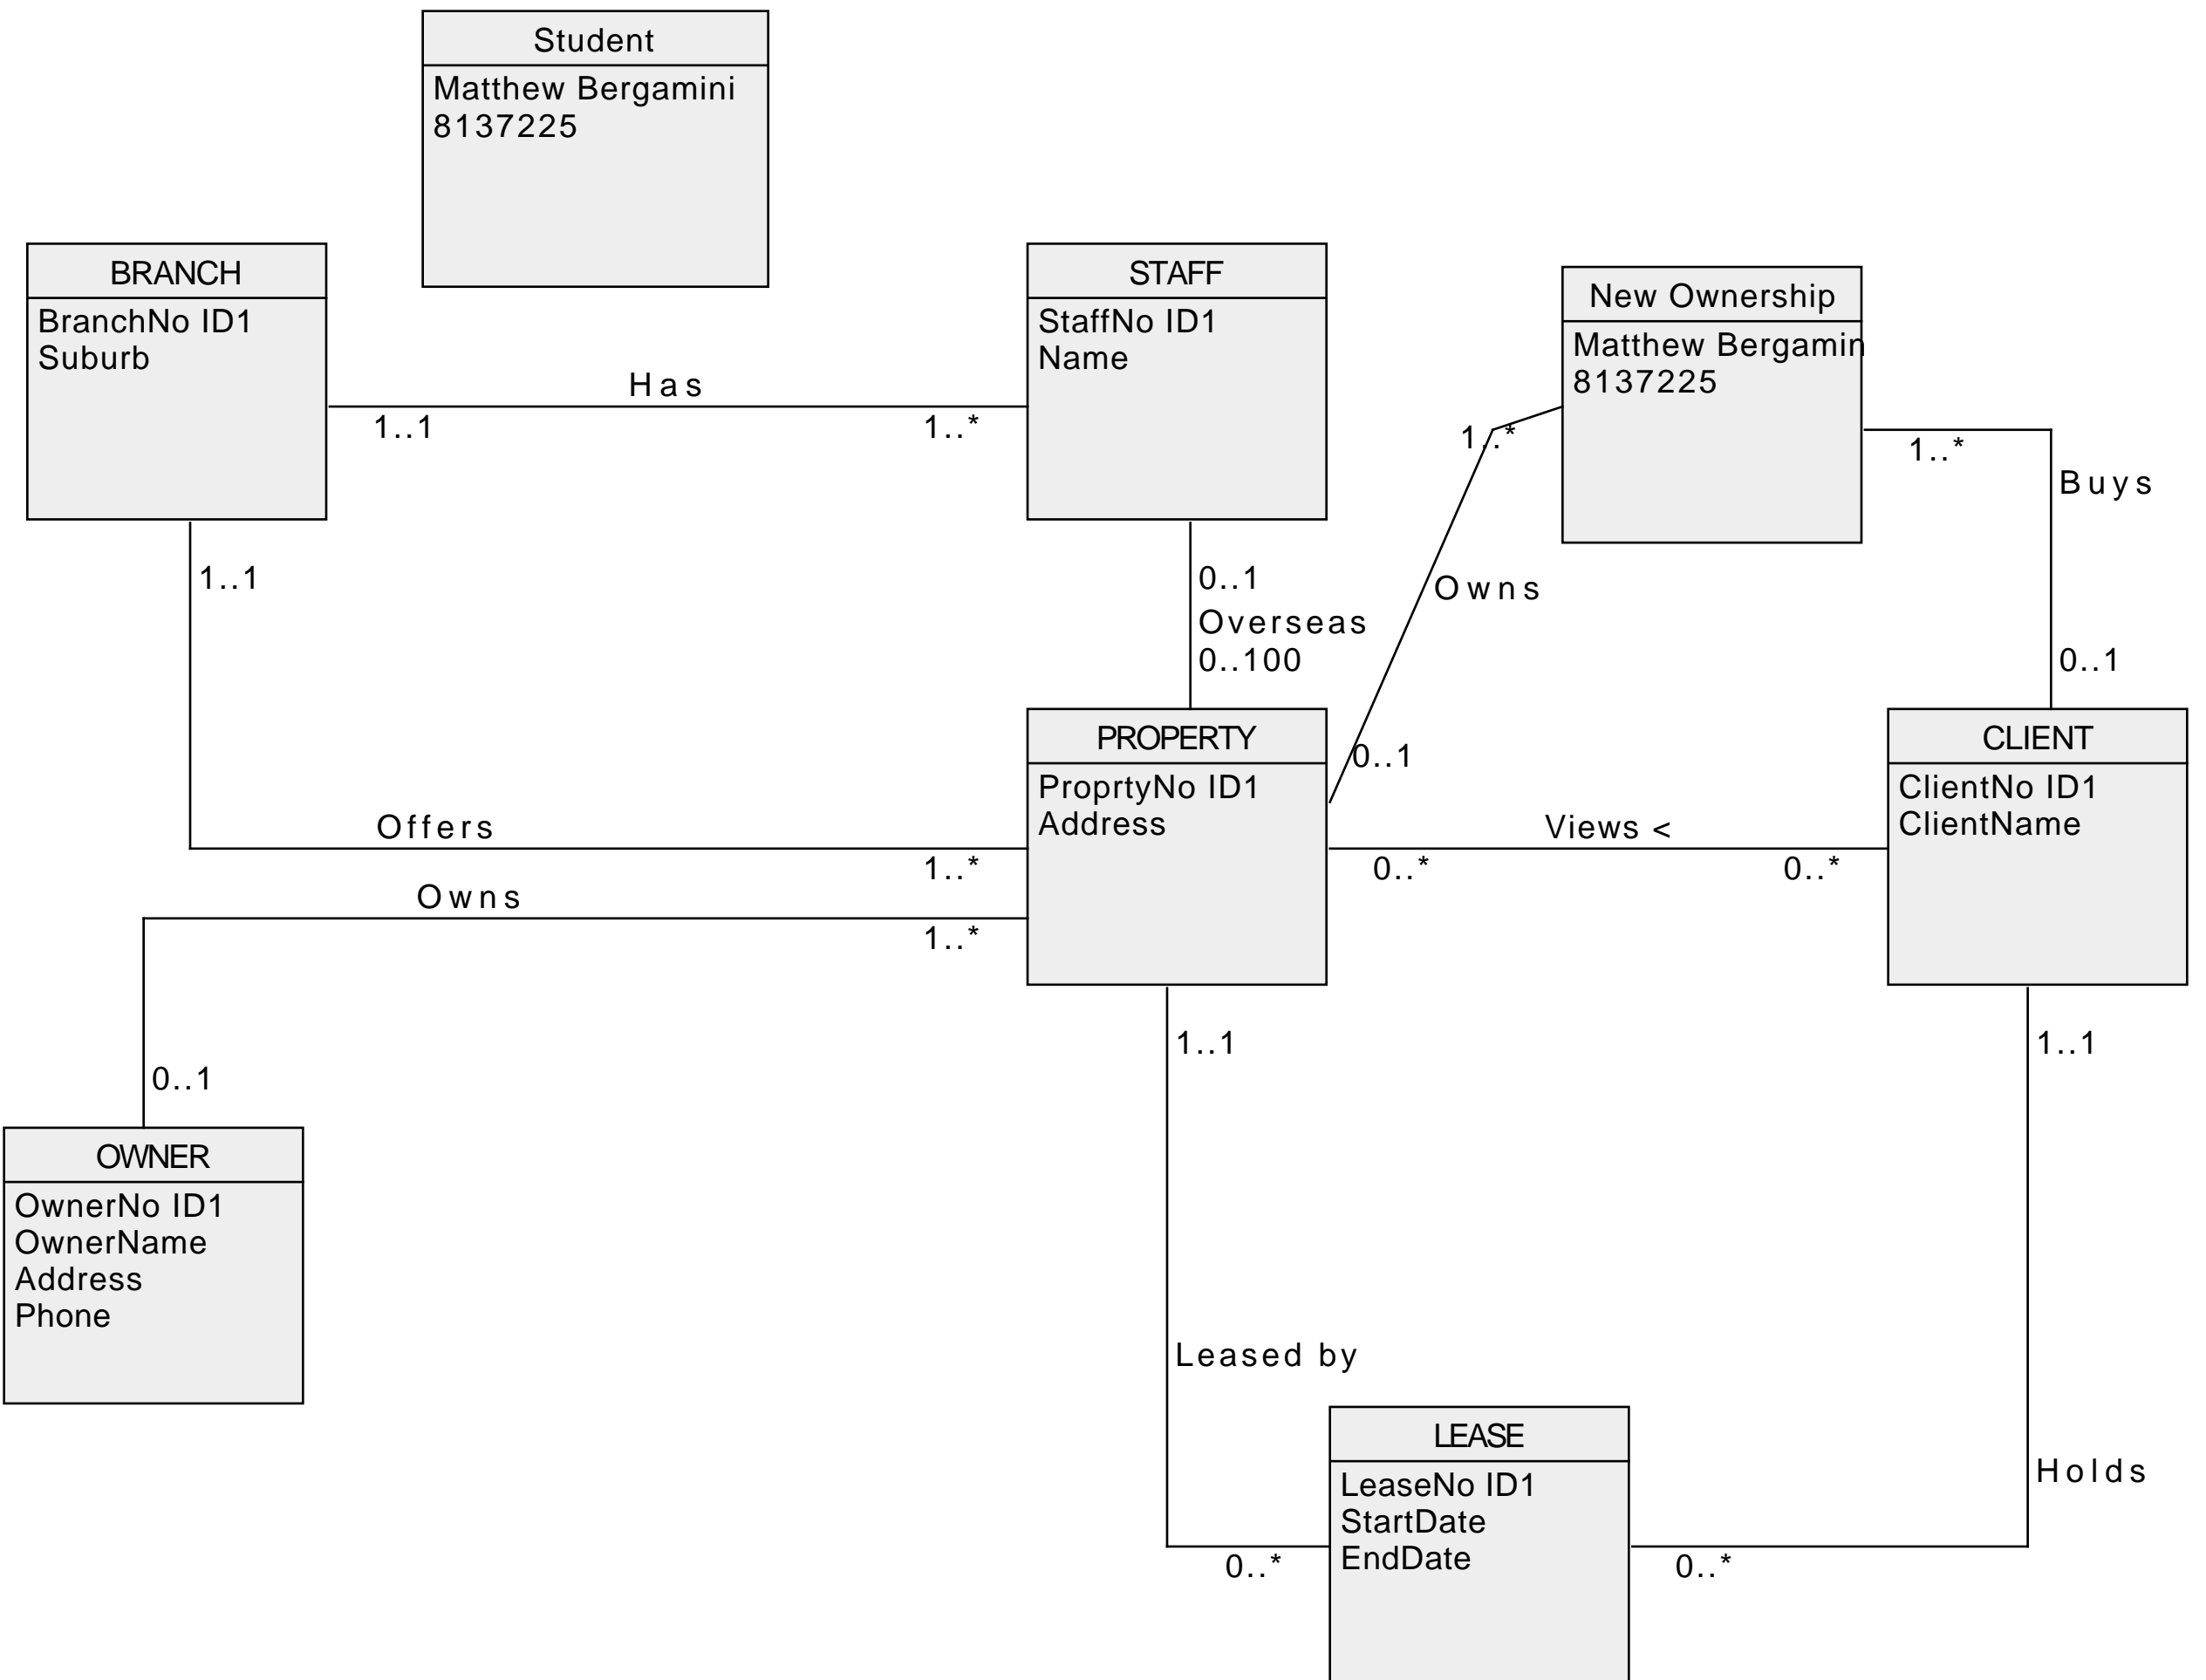 Student
Matthew Bergamini
8137225
BRANCH
BranchNo ID1
Suburb
STAFF
StaffNo ID1
Name
New Ownership
Matthew Bergamin
8137225
Has
1..1
1..*
1..*
1..*
Buys
1..1
0..1
Overseas
0..100
Owns
0..1
PROPERTY
ProprtyNo ID1
Address
0..1
CLIENT
ClientNo ID1
ClientName
Offers
1..*
Views <
0..*
0..*
Owns
1..*
1..1
1..1
0..1
OWNER
OwnerNo ID1
OwnerName
Address
Phone
Leased by
LEASE
LeaseNo ID1
StartDate
EndDate
Holds
0..*
0..*